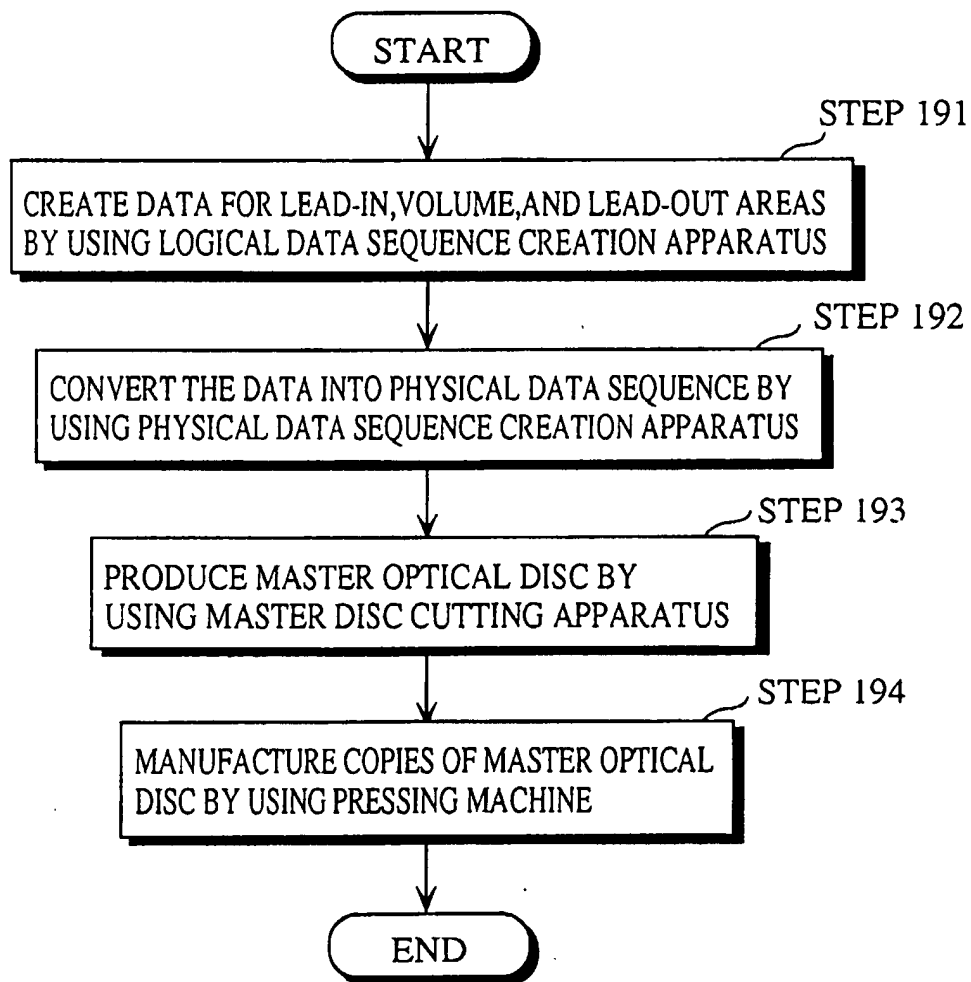 START
STEP 191
CREATE DATA FOR LEAD-IN,VOLUME,AND LEAD-OUT AREAS
BY USING LOGICAL DATA SEQUENCE CREATION APPARATUS
STEP 192
CONVERT THE DATA INTO PHYSICAL DATA SEQUENCE BY
USING PHYSICAL DATA SEQUENCE CREATION APPARATUS
STEP 193
PRODUCE MASTER OPTICAL DISC BY
USING MASTER DISC CUTTING APPARATUS
STEP 194
MANUFACTURE COPIES OF MASTER OPTICAL
DISC BY USING PRESSING MACHINE
END